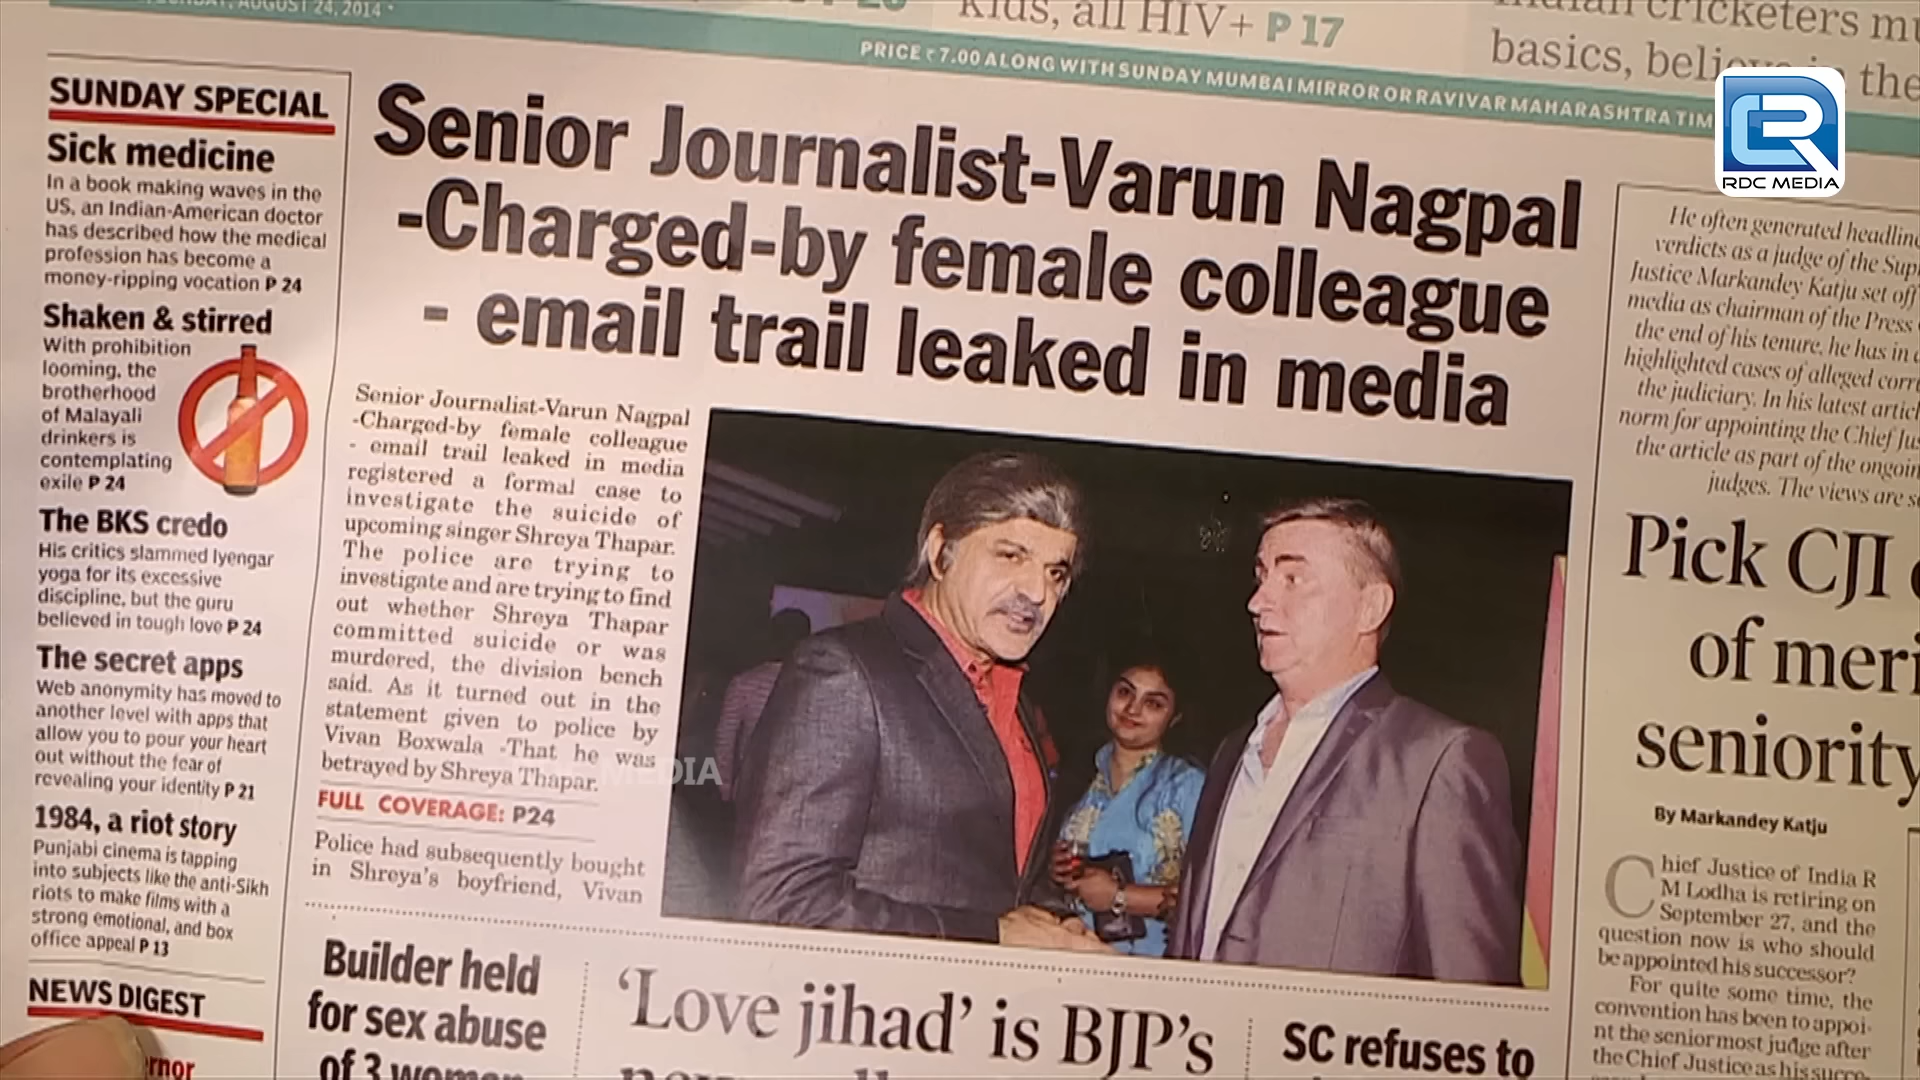 AUGUST 24, 2014
kids, all HIV+ P 17
Indian cricketers
basics, believe in the
PRICE ₹ 7.00 ALONG WITH SUNDAY MUMBAI MIRROR OR RAVIVAR MAHARASHTRA TIM
RDC MEDIA
SUNDAY SPECIAL
Sick medicine
In a book making waves in the
US, an Indian-American doctor
has described how the medical
profession has become a
money-ripping vocation P 24
Shaken & stirred
With prohibition
looming, the
brotherhood
of Malayali
drinkers is
contemplating
exile P 24
The BKS credo
His critics slammed Iyengar
yoga for its excessive
discipline, but the guru
believed in tough love P 24
The secret apps
Web anonymity has moved to
another level with apps that
allow you to pour your heart
out without the fear of
revealing your identity P 21
1984, a riot story
Punjabi cinema is tapping
into subjects like the anti-Sikh
riots to make films with a
strong emotional, and box
office appeal P 13
NEWS DIGEST
rnor
Senior Journalist-Varun Nagpal
-Charged-by female colleague
- email trail leaked in media
Senior Journalist-Varun Nagpal
-Charged-by female colleague
- email trail leaked in media
registered a formal case to
investigate the suicide of
upcoming singer Shreya Thapar.
The police are trying to
investigate and are trying to find
out whether Shreya Thapar
committed suicide or was
murdered, the division bench
said. As it turned out in the
statement given to police by
Vivan Boxwala -That he was
betrayed by Shreya Thapar.
FULL COVERAGE: P24
Police had subsequently bought
in Shreya's boyfriend, Vivan
MEDIA
Builder held
for sex abuse
of 3 women
'Love jihad' is BJP's
SC refuses to
He often generated headline
verdicts as a judge of the Sup
Justice Markandey Katju set off
media as chairman of the Press
the end of his tenure, he has in
highlighted cases of alleged corr
the judiciary. In his latest articl
norm for appointing the Chief Jus
the article as part of the ongoin
judges. The views are
Pick CJI
of meri
seniority
By Markandey Katju
Chief Justice of India R
M Lodha is retiring on
September 27, and the
question now is who should
be appointed his successor?
For quite some time, the
convention has been to appoi-
nt the seniormost judge after
the Chief Justice as his succe-